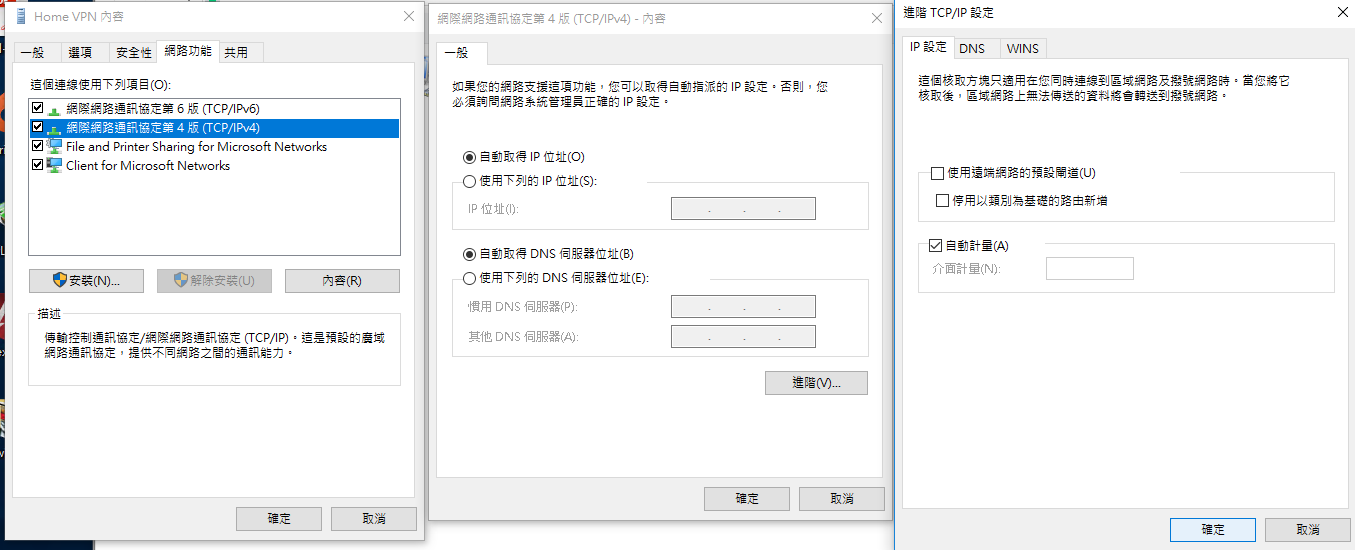 Home VPN 內容
一般
選項
安全性
網路功能
共用
這個連線使用下列項目(O):
網際網路通訊協定第 6 版 (TCP/IPv6)
網際網路通訊協定第 4 版 (TCP/IPv4)
File and Printer Sharing for Microsoft Networks
Client for Microsoft Networks
安裝(N)...
解除安裝(U)
內容(R)
描述
傳輸控制通訊協定/網際網路通訊協定 (TCP/IP)。這是預設的廣域
網路通訊協定，提供不同網路之間的通訊能力。
確定
取消
網際網路通訊協定第 4 版 (TCP/IPv4) - 內容
一般
如果您的網路支援這項功能，您可以取得自動指派的 IP 設定。否則，您
必須詢問網路系統管理員正確的 IP 設定。
自動取得 IP 位址(O)
使用下列的 IP 位址(S):
IP 位址(I):
自動取得 DNS 伺服器位址(B)
使用下列的 DNS 伺服器位址(E):
慣用 DNS 伺服器(P):
其他 DNS 伺服器(A):
進階(V)...
確定
取消
進階 TCP/IP 設定
IP 設定
DNS
WINS
這個核取方塊只適用在您同時連線到區域網路及撥號網路時。當您將它
核取後，區域網路上無法傳送的資料將會轉送到撥號網路。
使用遠端網路的預設閘道(U)
停用以類別為基礎的路由新增
自動計量(A)
介面計量(N):
確定
取消